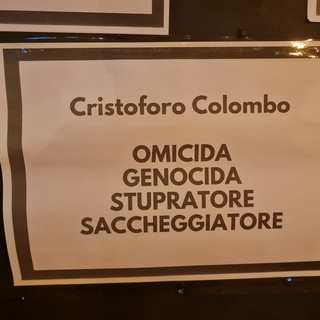 Cristoforo Colombo
OMICIDA
GENOCIDA
STUPRATORE
SACCHEGGIATORE